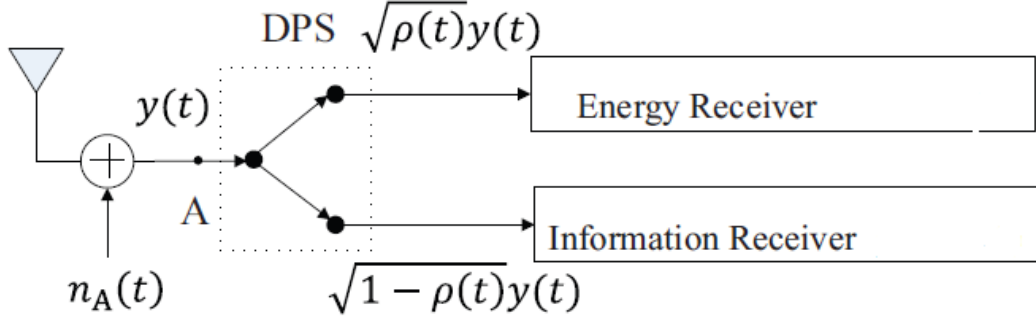 DPS √ρ(t)y(t)
y(t)
Energy Receiver
A
Information Receiver
n_A(t)
√1 − ρ(t)y(t)